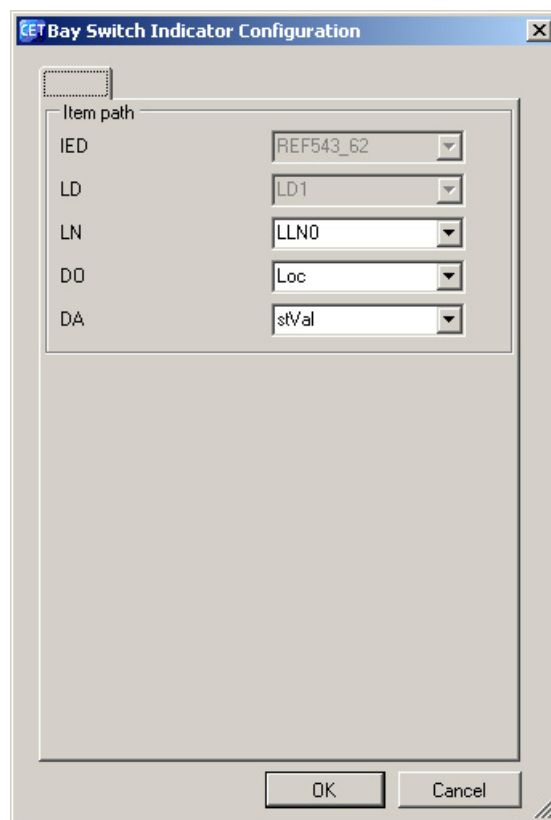 CET Bay Switch Indicator Configuration
Item path
IED REF543_62
LD LD1
LN LLN0
DO Loc
DA stVal
OK Cancel